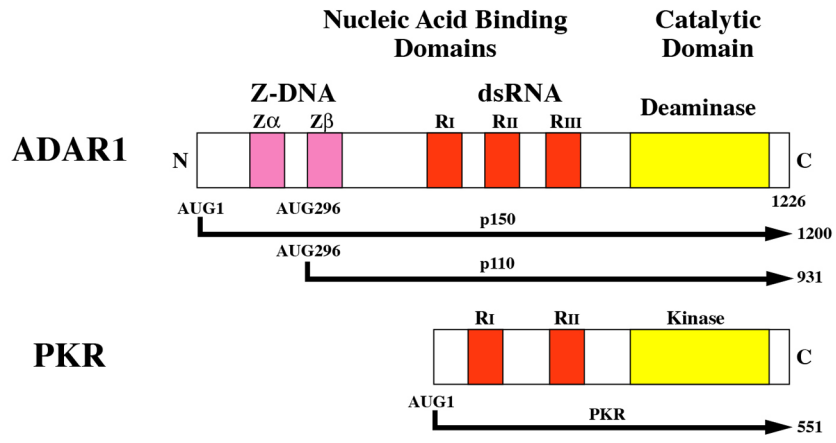 Nucleic Acid Binding Domains
Catalytic Domain
Z-DNA
dsRNA
Deaminase
Zα Zβ RI RII RIII
ADAR1
N
C
1226
AUG1 AUG296
p150
1200
AUG296
p110
931
RI RII Kinase
PKR
C
AUG1
PKR
551